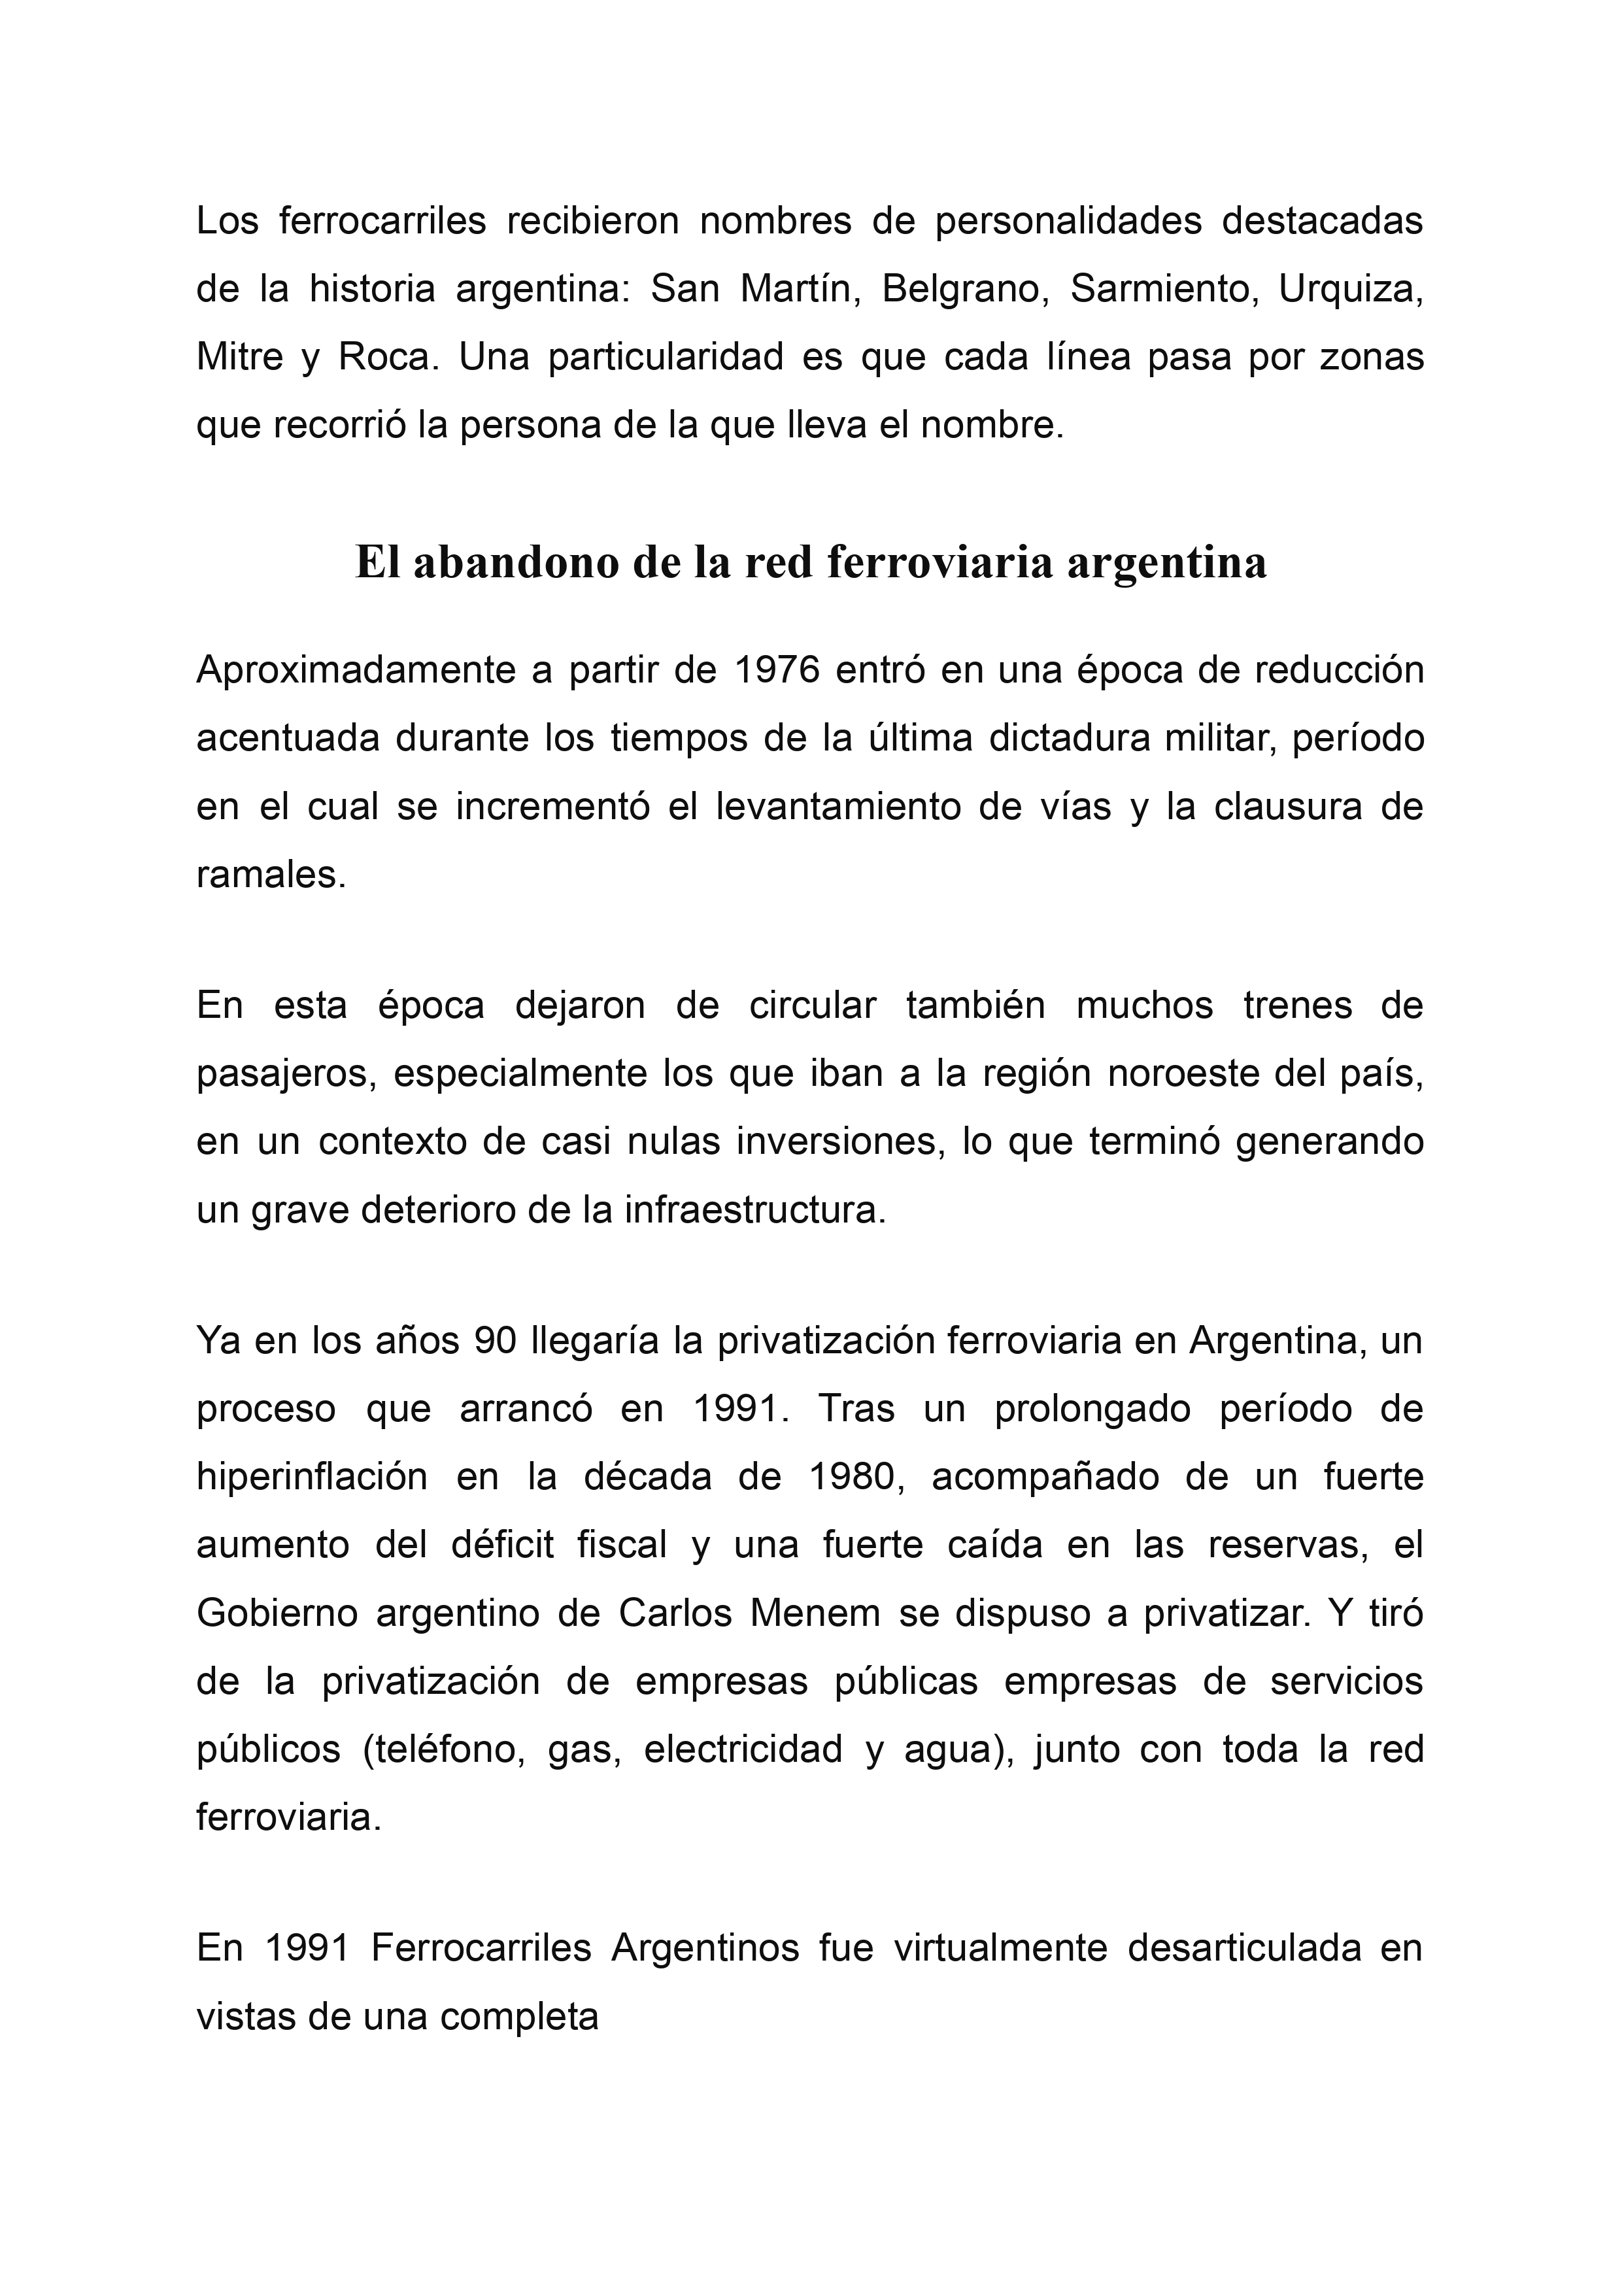 Los ferrocarriles recibieron nombres de personalidades destacadas
de la historia argentina: San Martín, Belgrano, Sarmiento, Urquiza,
Mitre y Roca. Una particularidad es que cada línea pasa por zonas
que recorrió la persona de la que lleva el nombre.
El abandono de la red ferroviaria argentina
Aproximadamente a partir de 1976 entró en una época de reducción
acentuada durante los tiempos de la última dictadura militar, período
en el cual se incrementó el levantamiento de vías y la clausura de
ramales.
En esta época dejaron de circular también muchos trenes de
pasajeros, especialmente los que iban a la región noroeste del país,
en un contexto de casi nulas inversiones, lo que terminó generando
un grave deterioro de la infraestructura.
Ya en los años 90 llegaría la privatización ferroviaria en Argentina, un
proceso que arrancó en 1991. Tras un prolongado período de
hiperinflación en la década de 1980, acompañado de un fuerte
aumento del déficit fiscal y una fuerte caída en las reservas, el
Gobierno argentino de Carlos Menem se dispuso a privatizar. Y tiró
de la privatización de empresas públicas empresas de servicios
públicos (teléfono, gas, electricidad y agua), junto con toda la red
ferroviaria.
En 1991 Ferrocarriles Argentinos fue virtualmente desarticulada en
vistas de una completa